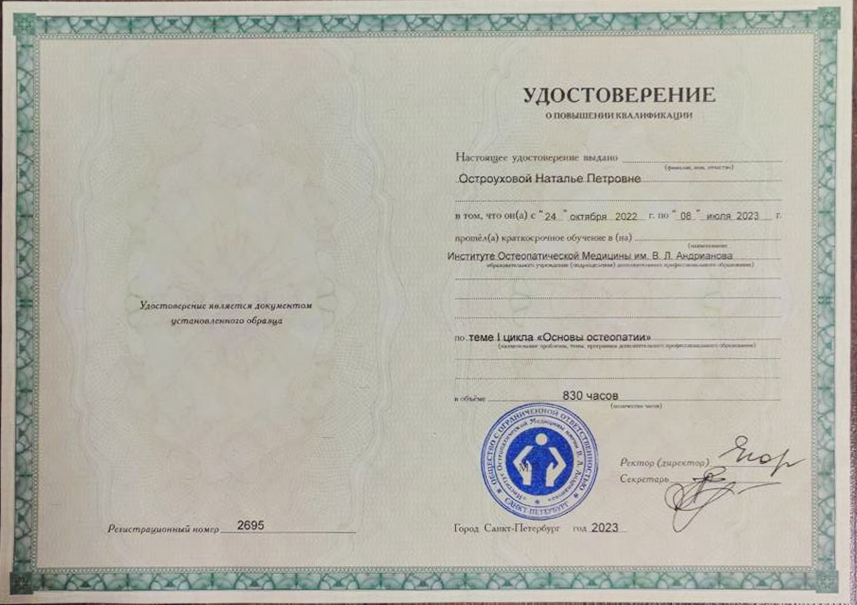 Удостоверение является документом
установленного образца
Регистрационный номер 2695
УДОСТОВЕРЕНИЕ
О ПОВЫШЕНИИ КВАЛИФИКАЦИИ
Настоящее удостоверение выдано
(фамилия, имя, отчество)
Остроуховой Наталье Петровне
в том, что он(а) с "24" октября 2022 г. по "08" июля 2023 г.
прошёл(а) краткосрочное обучение в (на)
(наименование
Институте Остеопатической Медицины им. В. Л. Андрианова
образовательного учреждения (подразделения) дополнительного профессионального образования)
по теме I цикла «Основы остеопатии»
(наименование проблемы, темы, программы дополнительного профессионального образования)
в объёме 830 часов
(количество часов)
ОБЩЕСТВО С ОГРАНИЧЕННОЙ ОТВЕТСТВЕННОСТЬЮ
«Институт Остеопатической Медицины имени В. Л. Андрианова»
САНКТ-ПЕТЕРБУРГ
Ректор (директор)
Секретарь
Город Санкт-Петербург год 2023